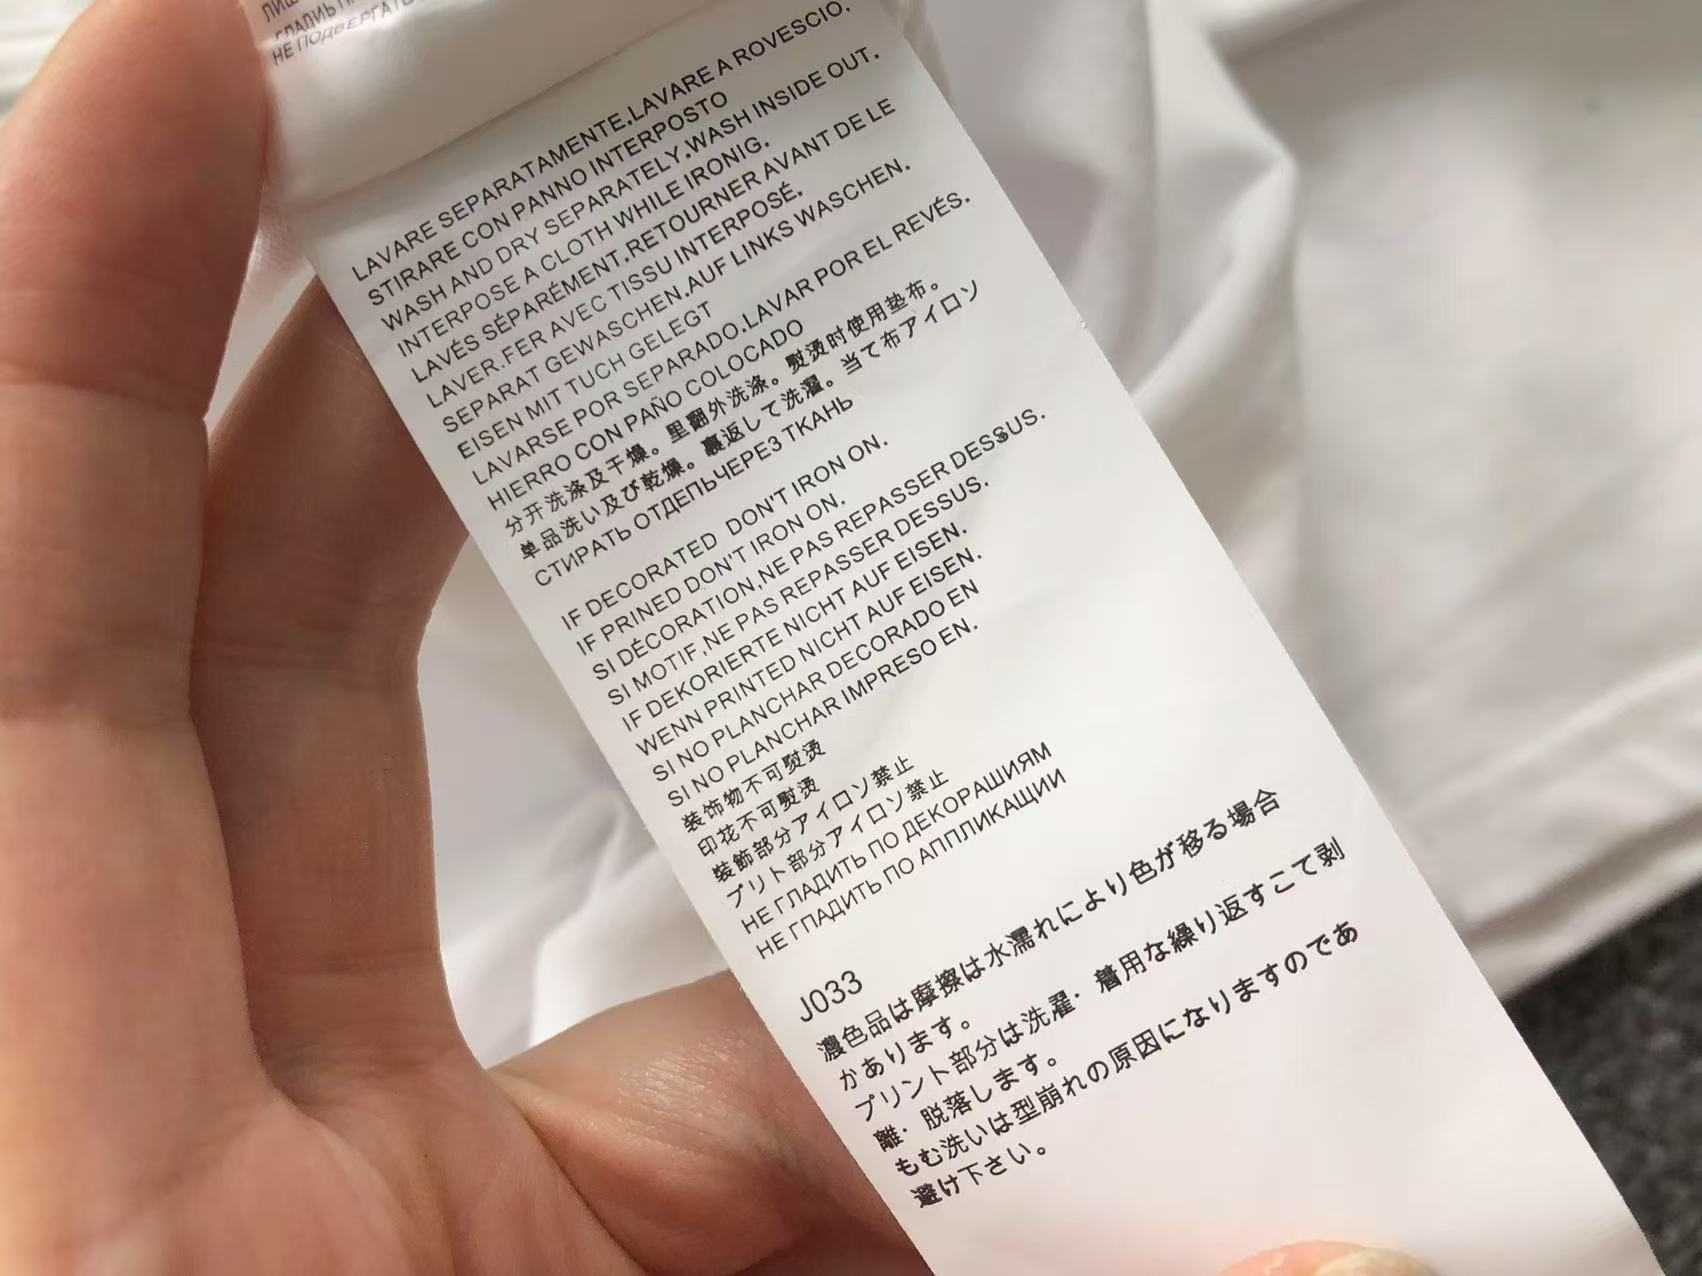 НЕ ПОДВЕРГАТЬ
LAVARE SEPARATAMENTE.LAVARE A ROVESCIO.
STIRARE CON PANNO INTERPOSTO
WASH AND DRY SEPARATELY.WASH INSIDE OUT.
INTERPOSE A CLOTH WHILE IRONIG.
LAVÉS SÉPARÉMENT.RETOURNER AVANT DE LE
LAVER.FER AVEC TISSU INTERPOSÉ.
SEPARAT GEWASCHEN.AUF LINKS WASCHEN.
EISEN MIT TUCH GELEGT
LAVARSE POR SEPARADO.LAVAR POR EL REVÉS.
HIERRO CON PAÑO COLOCADO
分开洗涤及干燥。里翻外洗涤。熨烫时使用垫布。
单品洗い及び乾燥。裏返して洗濯。当て布アイロン
СТИРАТЬ ОТДЕПЬЧЕРЕЗ ТКАНЬ
IF DECORATED DON'T IRON ON.
IF PRINED DON'T IRON ON.
SI DÉCORATION,NE PAS REPASSER DESSUS.
SI MOTIF,NE PAS REPASSER DESSUS.
IF DEKORIERTE NICHT AUF EISEN.
WENN PRINTED NICHT AUF EISEN.
SI NO PLANCHAR DECORADO EN
SI NO PLANCHAR IMPRESO EN.
装饰物不可熨烫
印花不可熨烫
裝飾部分アイロン禁止
プリト部分アイロン禁止
НЕ ГЛАДИТЬ ПО ДЕКОРАШИЯМ
НЕ ГПАДИТЬ ПО АППЛИКАЩИИ
J033
濃色品は摩擦は水濡れにより色が移る場合
かあります。
プリント部分は洗濯·着用な繰り返すこて剥
離·脱落します。
もむ洗いは型崩れの原因になりますのであ
避け下さい。